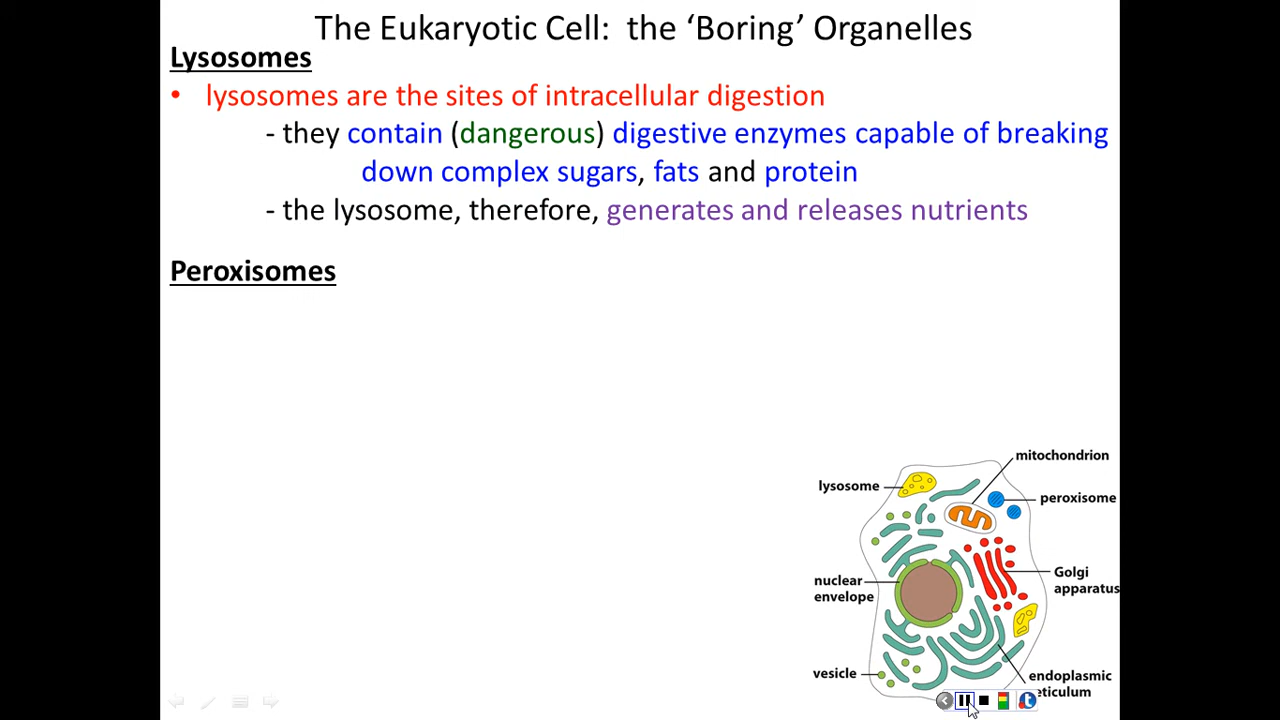 The Eukaryotic Cell: the ‘Boring’ Organelles
Lysosomes
• lysosomes are the sites of intracellular digestion
- they contain (dangerous) digestive enzymes capable of breaking
down complex sugars, fats and protein
- the lysosome, therefore, generates and releases nutrients
Peroxisomes
mitochondrion
lysosome
peroxisome
Golgi
apparatus
nuclear
envelope
vesicle
endoplasmic
eticulum